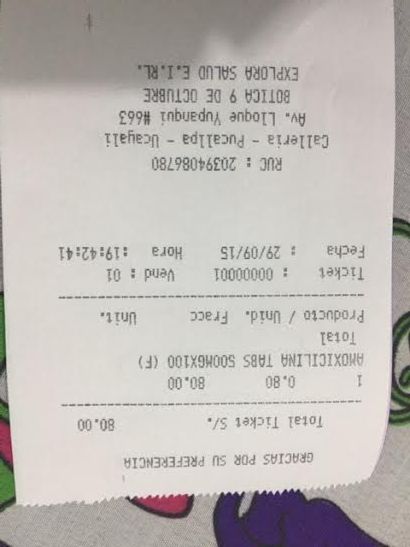 EXPLORA SALUD E.I.RL.
BOTICA 9 DE OCTUBRE
Av. Lloque Yupanqui #663
Calleria - Pucallpa - Ucayali
RUC : 20394086780
Fecha : 29/09/15 Hora :19:42:41
Ticket : 00000001 Vend : 01
Producto / Unid. Fracc Unit.
Total
AMOXICILINA TABS 500MGX100 (F)
1 0.80 80.00
Total Ticket S/. 80.00
GRACIAS POR SU PREFERENCIA